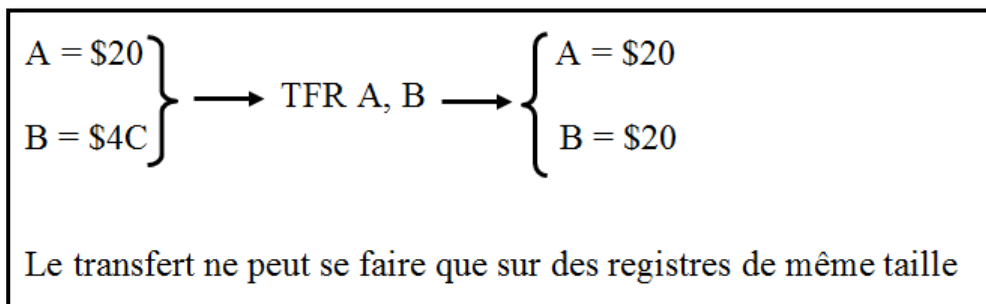 A = $20
A = $20
TFR A, B
B = $4C
B = $20
Le transfert ne peut se faire que sur des registres de même taille